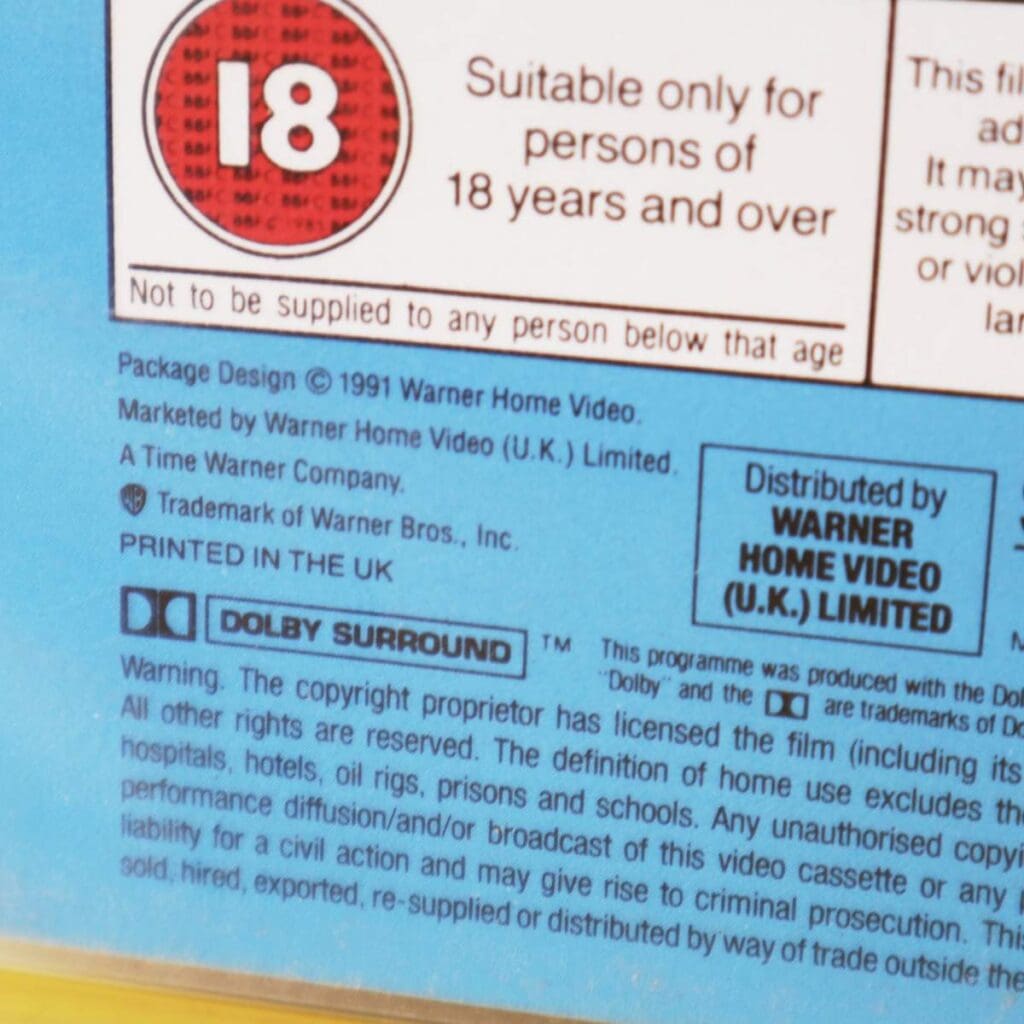 18
Suitable only for
persons of
18 years and over
Not to be supplied to any person below that age
This
ad
It may
strong
or
Package Design © 1991 Warner Home Video.
Marketed by Warner Home Video (U.K.) Limited.
A Time Warner Company.
Trademark of Warner Bros., Inc.
PRINTED IN THE UK
Distributed by
WARNER
HOME VIDEO
(U.K.) LIMITED
DOLBY SURROUND ™
This programme was produced with the
"Dolby" and the are trademarks of
Warning. The copyright proprietor has licensed the film (including its
All other rights are reserved. The definition of home use excludes
hospitals, hotels, oil rigs, prisons and schools. Any unauthorised
performance diffusion/and/or broadcast of this video cassette or any
liability for a civil action and may give rise to criminal prosecution.
sold, hired, exported, re-supplied or distributed by way of trade outside the